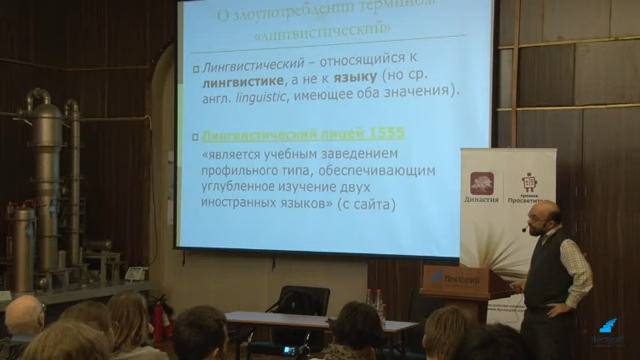 О злоупотреблении термином
«лингвистический»
Лингвистический – относящийся к
лингвистике, а не к языку (но ср.
англ. linguistic, имеющее оба значения).
Лингвистический лицей 1555
«является учебным заведением
профильного типа, обеспечивающим
углубленное изучение двух
иностранных языков» (с сайта)
Династия
Просветитель
Лекторий